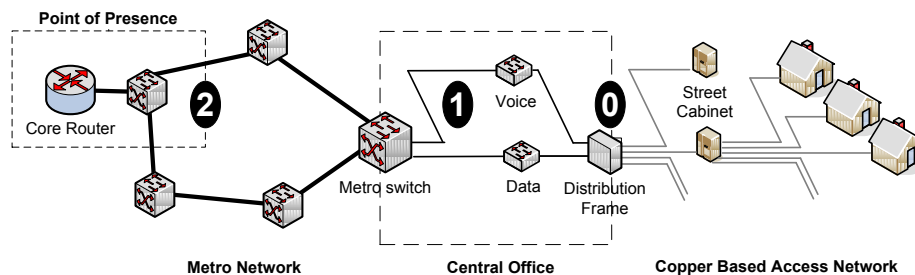 Point of Presence
Core Router
2
1
Voice
0
Street
Cabinet
Metro switch
Data
Distribution
Frame
Metro Network
Central Office
Copper Based Access Network